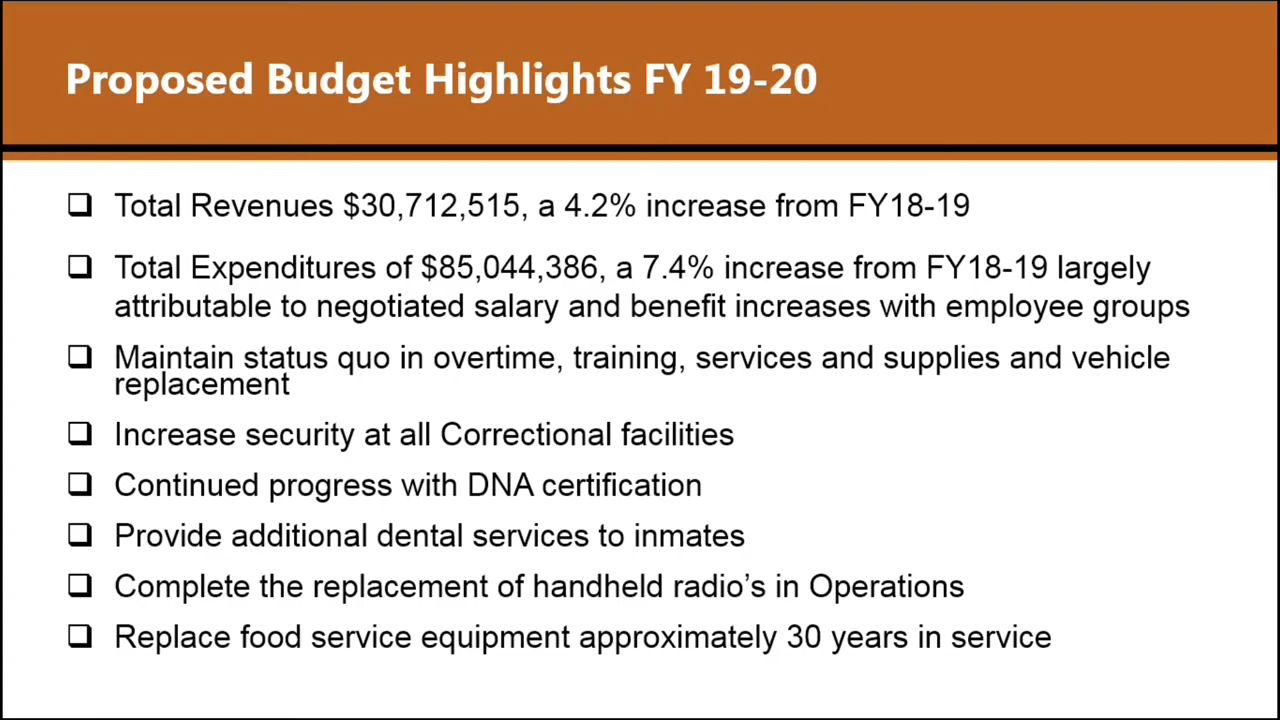 Proposed Budget Highlights FY 19-20
Total Revenues $30,712,515, a 4.2% increase from FY18-19
Total Expenditures of $85,044,386, a 7.4% increase from FY18-19 largely
attributable to negotiated salary and benefit increases with employee groups
Maintain status quo in overtime, training, services and supplies and vehicle
replacement
Increase security at all Correctional facilities
Continued progress with DNA certification
Provide additional dental services to inmates
Complete the replacement of handheld radio’s in Operations
Replace food service equipment approximately 30 years in service